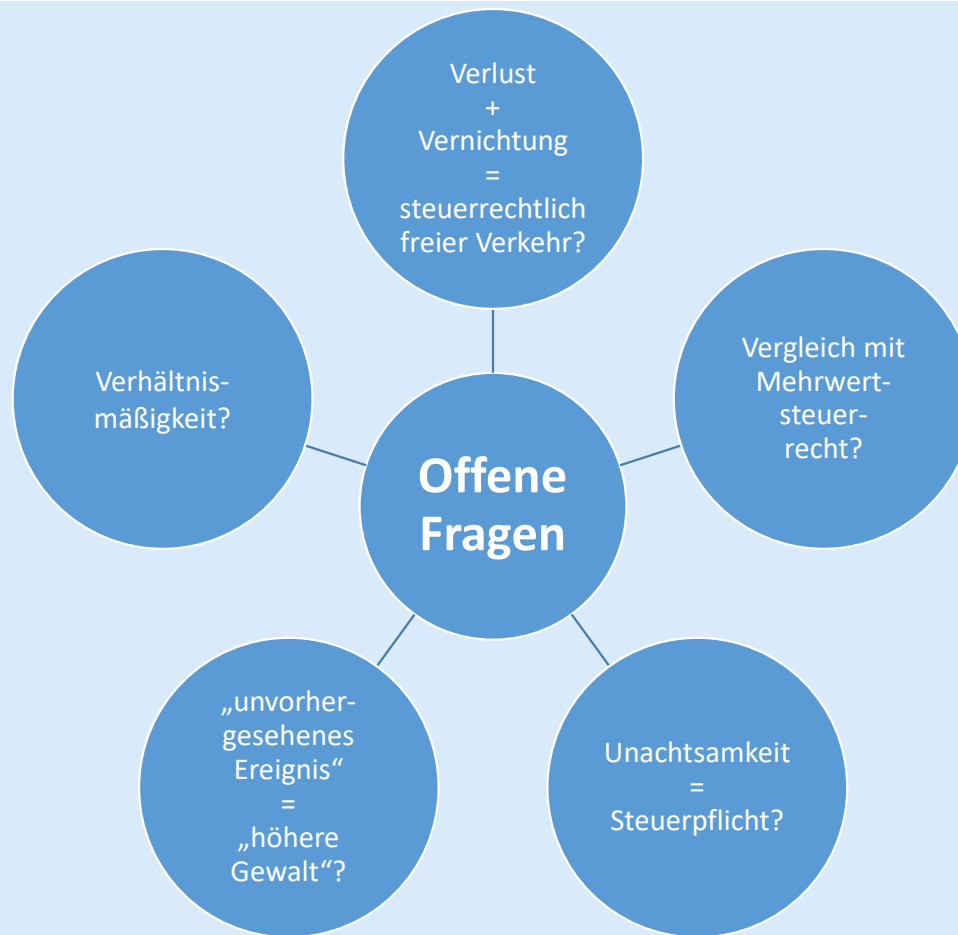 Verlust
+
Vernichtung
=
steuerrechtlich
freier Verkehr?
Vergleich mit
Mehrwert-
steuer-
recht?
Unachtsamkeit
=
Steuerpflicht?
„unvorher-
gesehenes
Ereignis“
=
„höhere
Gewalt“?
Verhältnis-
mäßigkeit?
Offene
Fragen